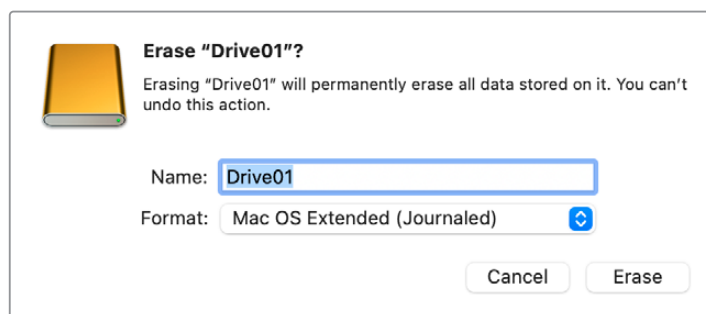 Erase “Drive01”?
Erasing “Drive01” will permanently erase all data stored on it. You can’t
undo this action.
Name: Drive01
Format: Mac OS Extended (Journaled)
Cancel Erase